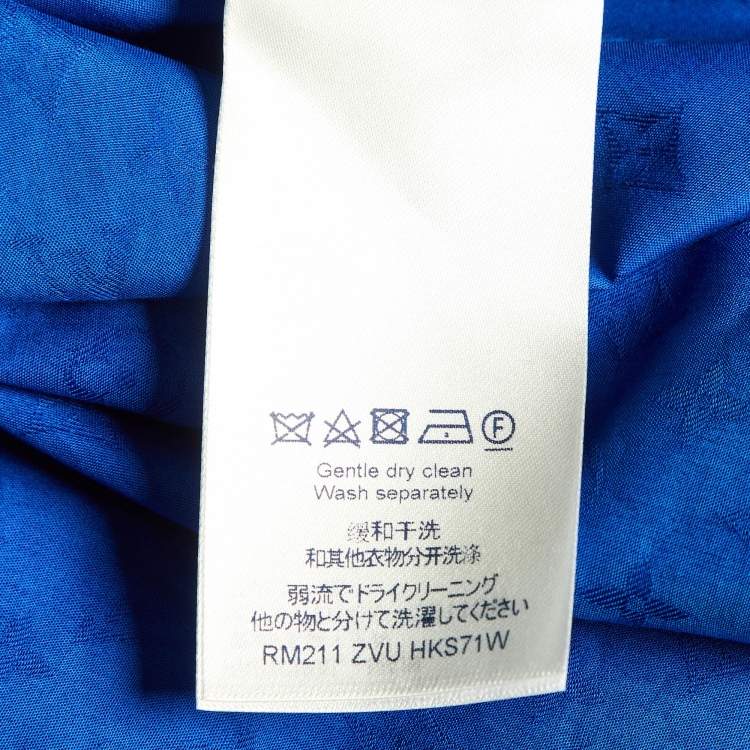 F
Gentle dry clean
Wash separately
缓和干洗
和其他衣物分开洗涤
弱流でドライクリーニング
他の物と分けて洗濯してください
RM211 ZVU HKS71W